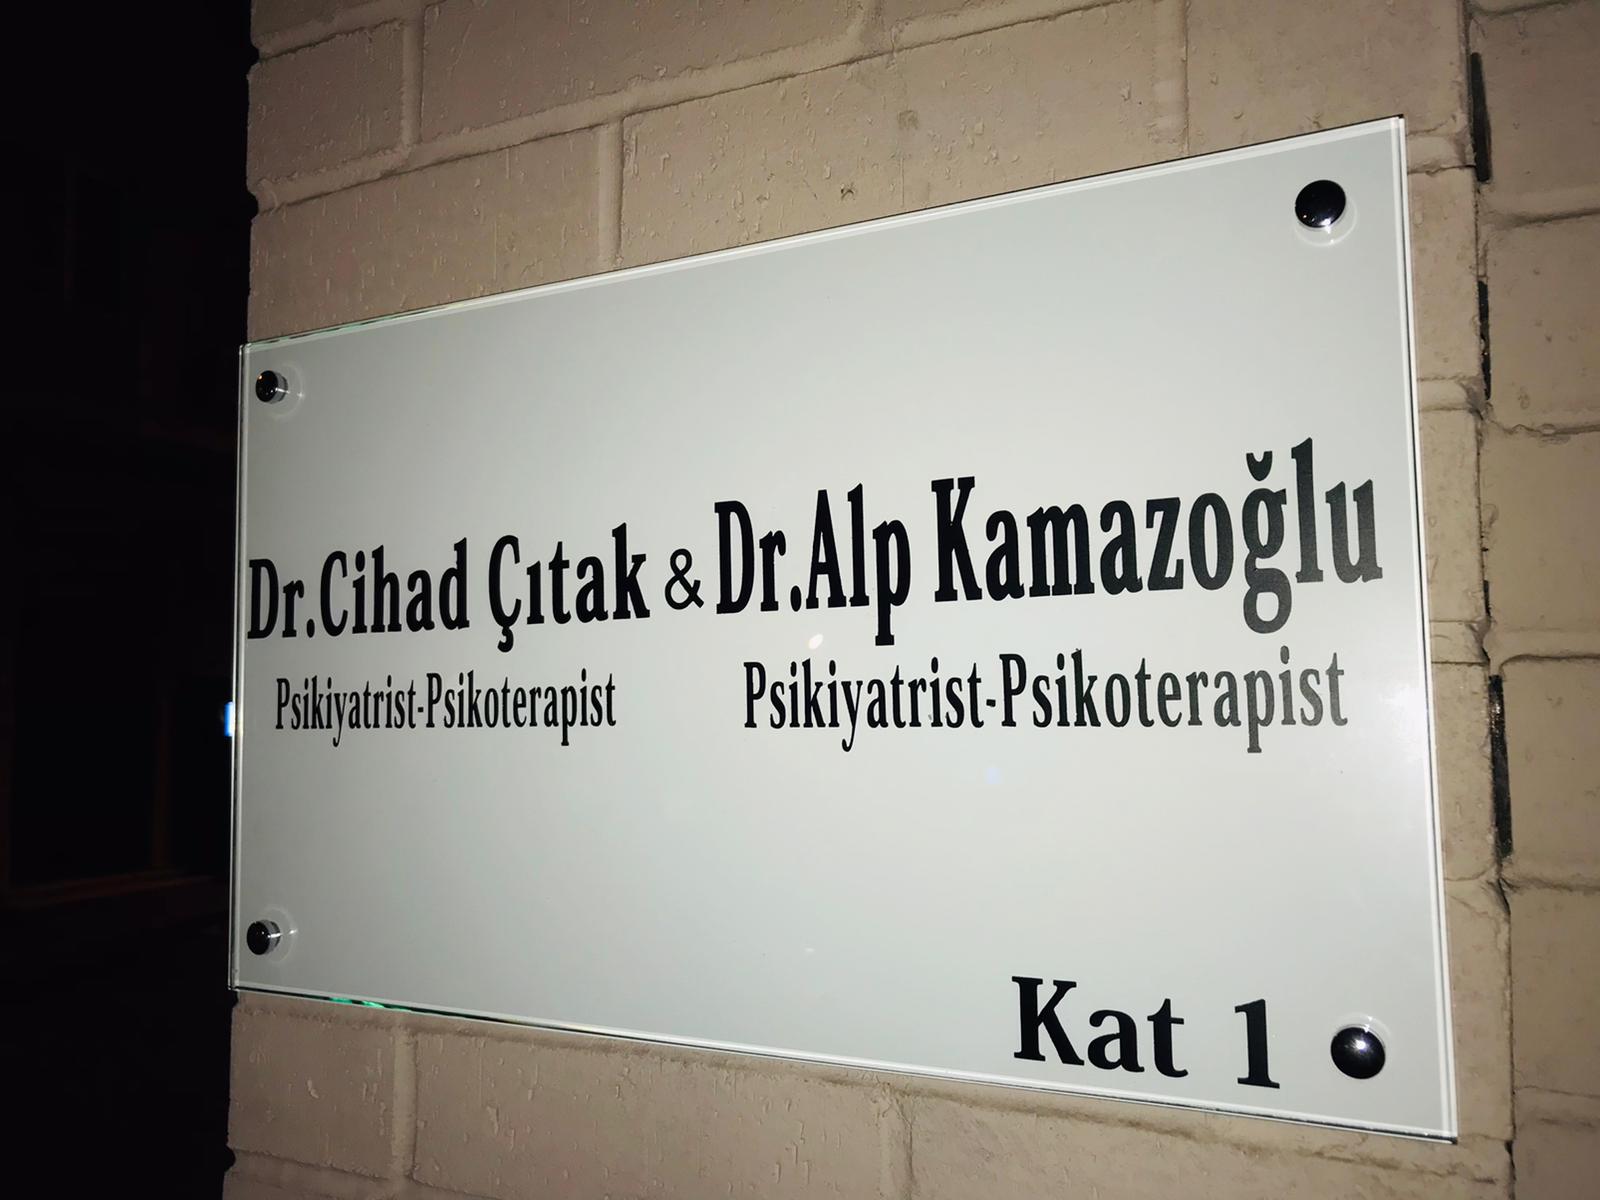 Dr.Cihad Çıtak & Dr.Alp Kamazoğlu
Psikiyatrist-Psikoterapist Psikiyatrist-Psikoterapist
Kat 1